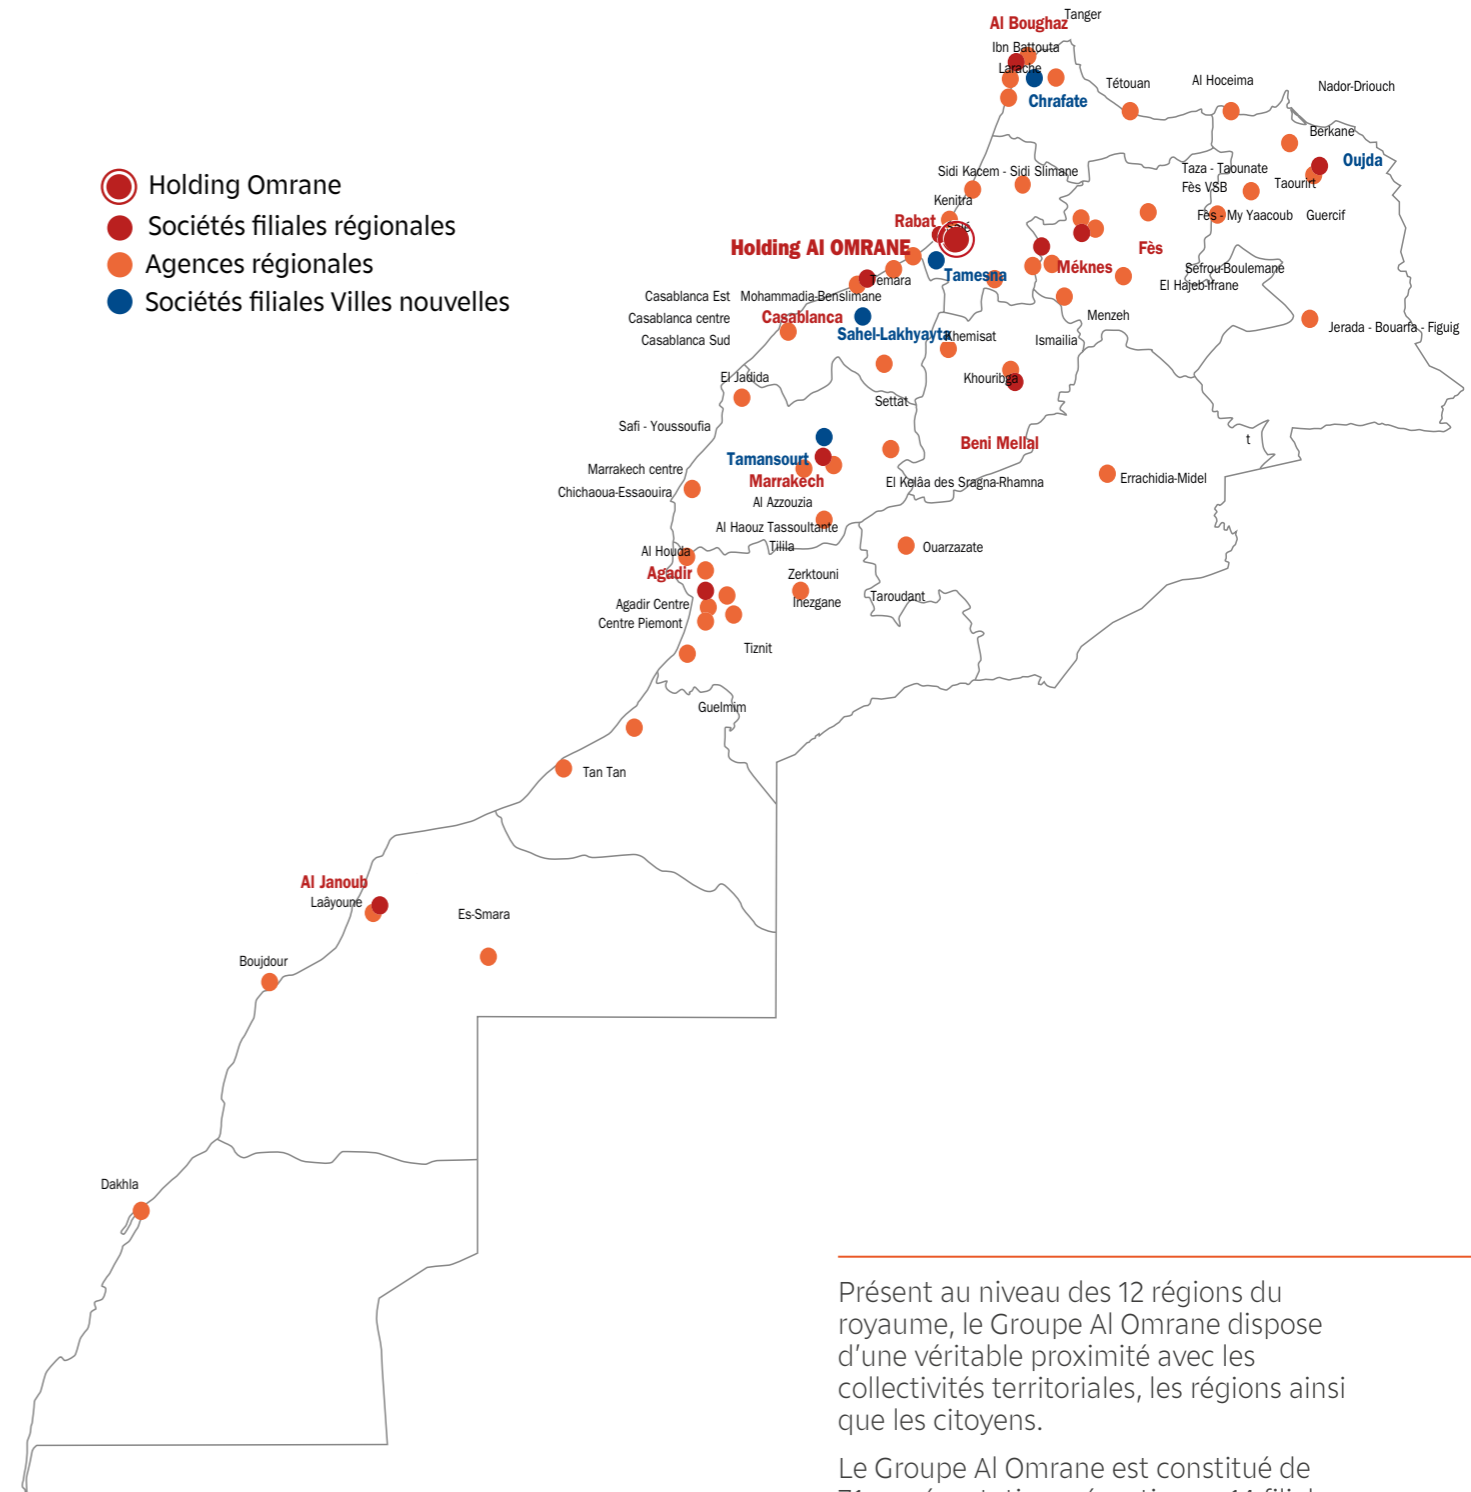 Holding Omrane
Sociétés filiales régionales
Agences régionales
Sociétés filiales Villes nouvelles
Tanger
Al Boughaz
Ibn Battouta
Larache
Chrafate
Tétouan
Al Hoceima
Nador-Driouch
Berkane
Oujda
Taza - Taounate
Fès VSB
Taourirt
Fès - My Yaacoub
Guercif
Sidi Kacem - Sidi Slimane
Kenitra
Rabat
Salé
Holding Al OMRANE
Fès
Méknes
Tamesna
Temara
Sefrou-Boulemane
El Hajeb-Ifrane
Casablanca Est
Mohammadia-Benslimane
Casablanca centre
Casablanca
Casablanca Sud
Sahel-Lakhyayta
Khemisat
Ismailia
Menzeh
Jerada - Bouarfa - Figuig
El Jadida
Khouribga
Settat
Safi - Youssoufia
Beni Mellal
t
Tamansourt
Marrakech centre
Marrakech
Chichaoua-Essaouira
El Kelâa des Sragna-Rhamna
Errachidia-Midel
Al Azzouzia
Al Haouz Tassoultante
Tilila
Al Houda
Ouarzazate
Agadir
Zerktouni
Inezgane
Taroudant
Agadir Centre
Centre Piemont
Tiznit
Guelmim
Tan Tan
Al Janoub
Laâyoune
Es-Smara
Boujdour
Dakhla
Présent au niveau des 12 régions du
royaume, le Groupe Al Omrane dispose
d'une véritable proximité avec les
collectivités territoriales, les régions ainsi
que les citoyens.
Le Groupe Al Omrane est constitué de